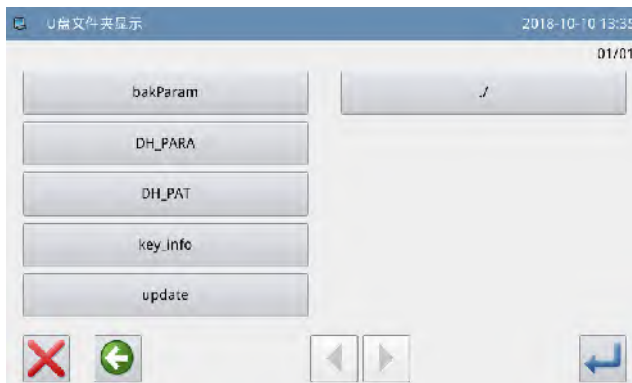 U盘文件夹显示 2018-10-10 13:35
01/01
bakParam ./
DH_PARA
DH_PAT
key_info
update